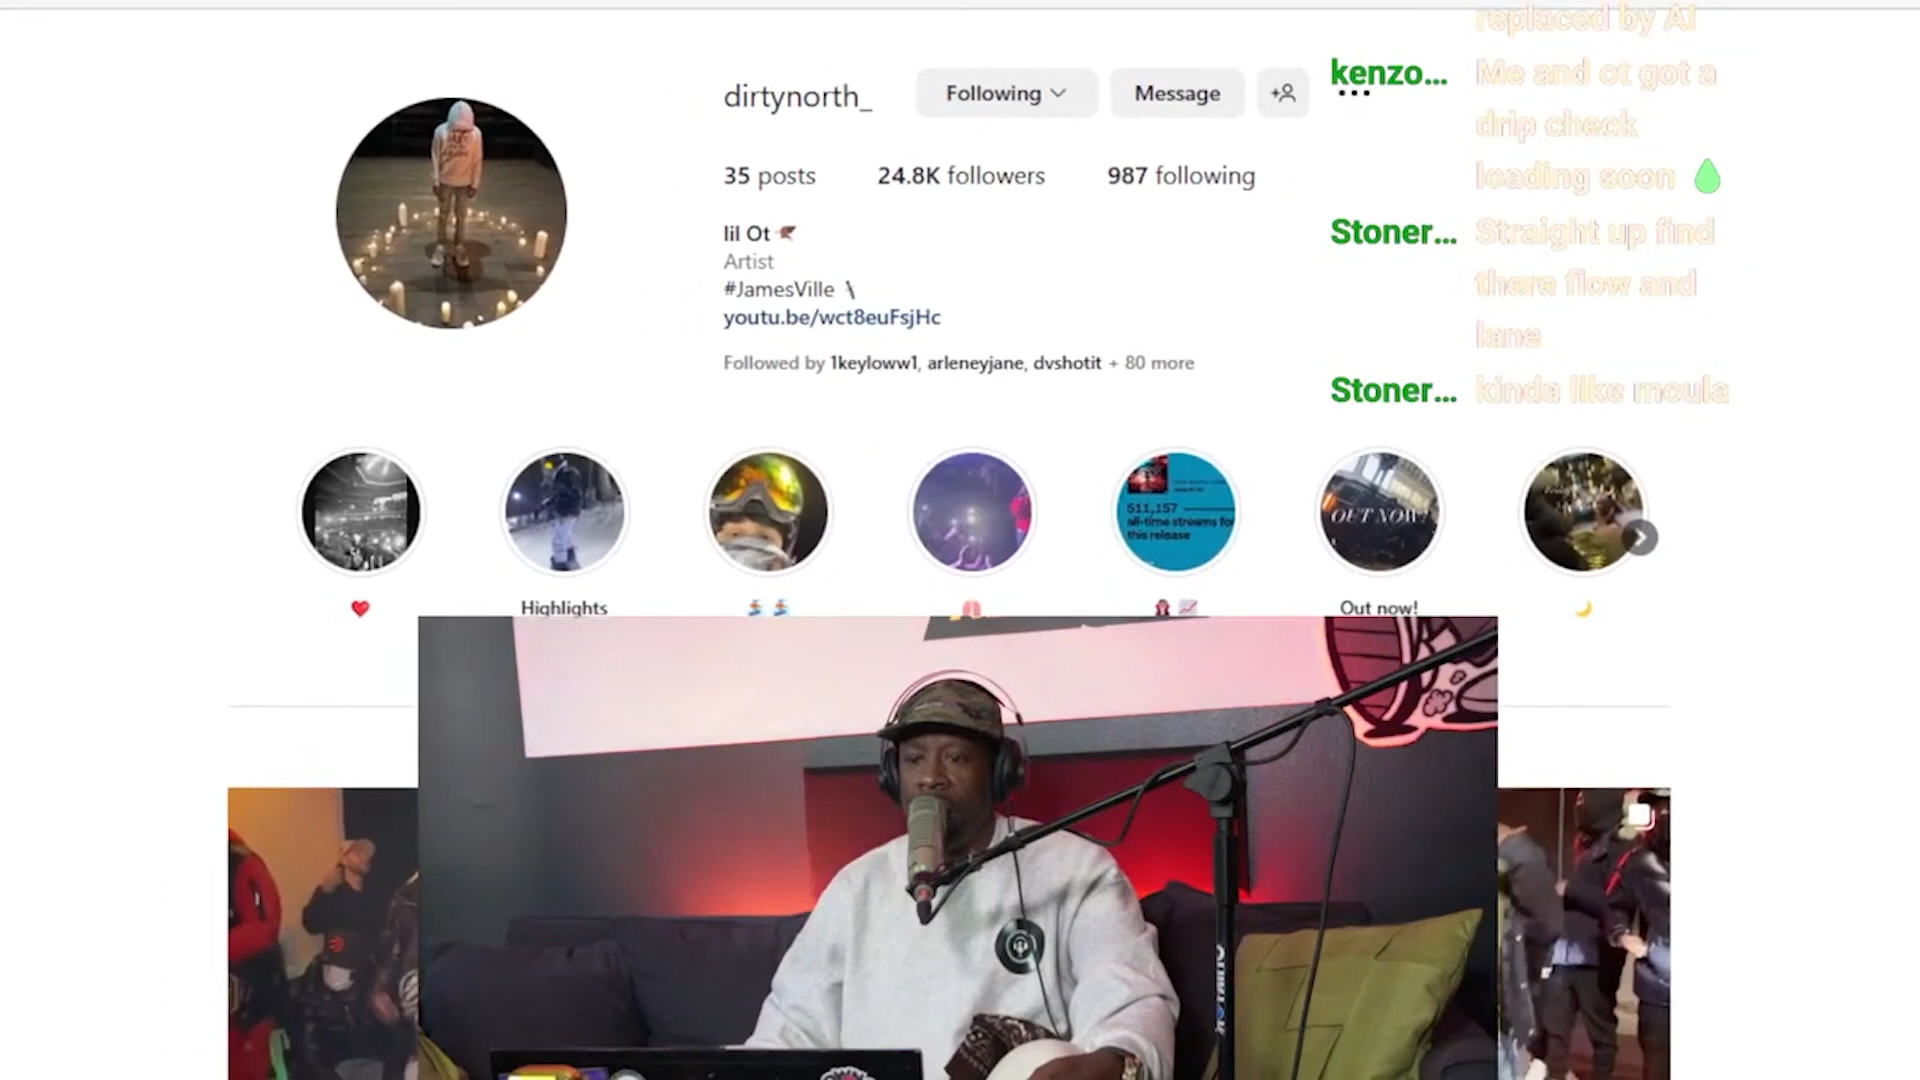 replaced by AI
dirtynorth_
Following
Message
kenzo...
Me and ot got a
drip check
loading soon
35 posts
24.8K followers
987 following
lil Ot
Artist
#JamesVille
youtu.be/wct8euFsjHc
Followed by 1keyloww1, arleneyjane, dvshotit + 80 more
Stoner...
Straight up find
there flow and
lane
Stoner...
kinda like moula
511,157
all-time streams for
this release
OUT NOW!
Highlights
Out now!